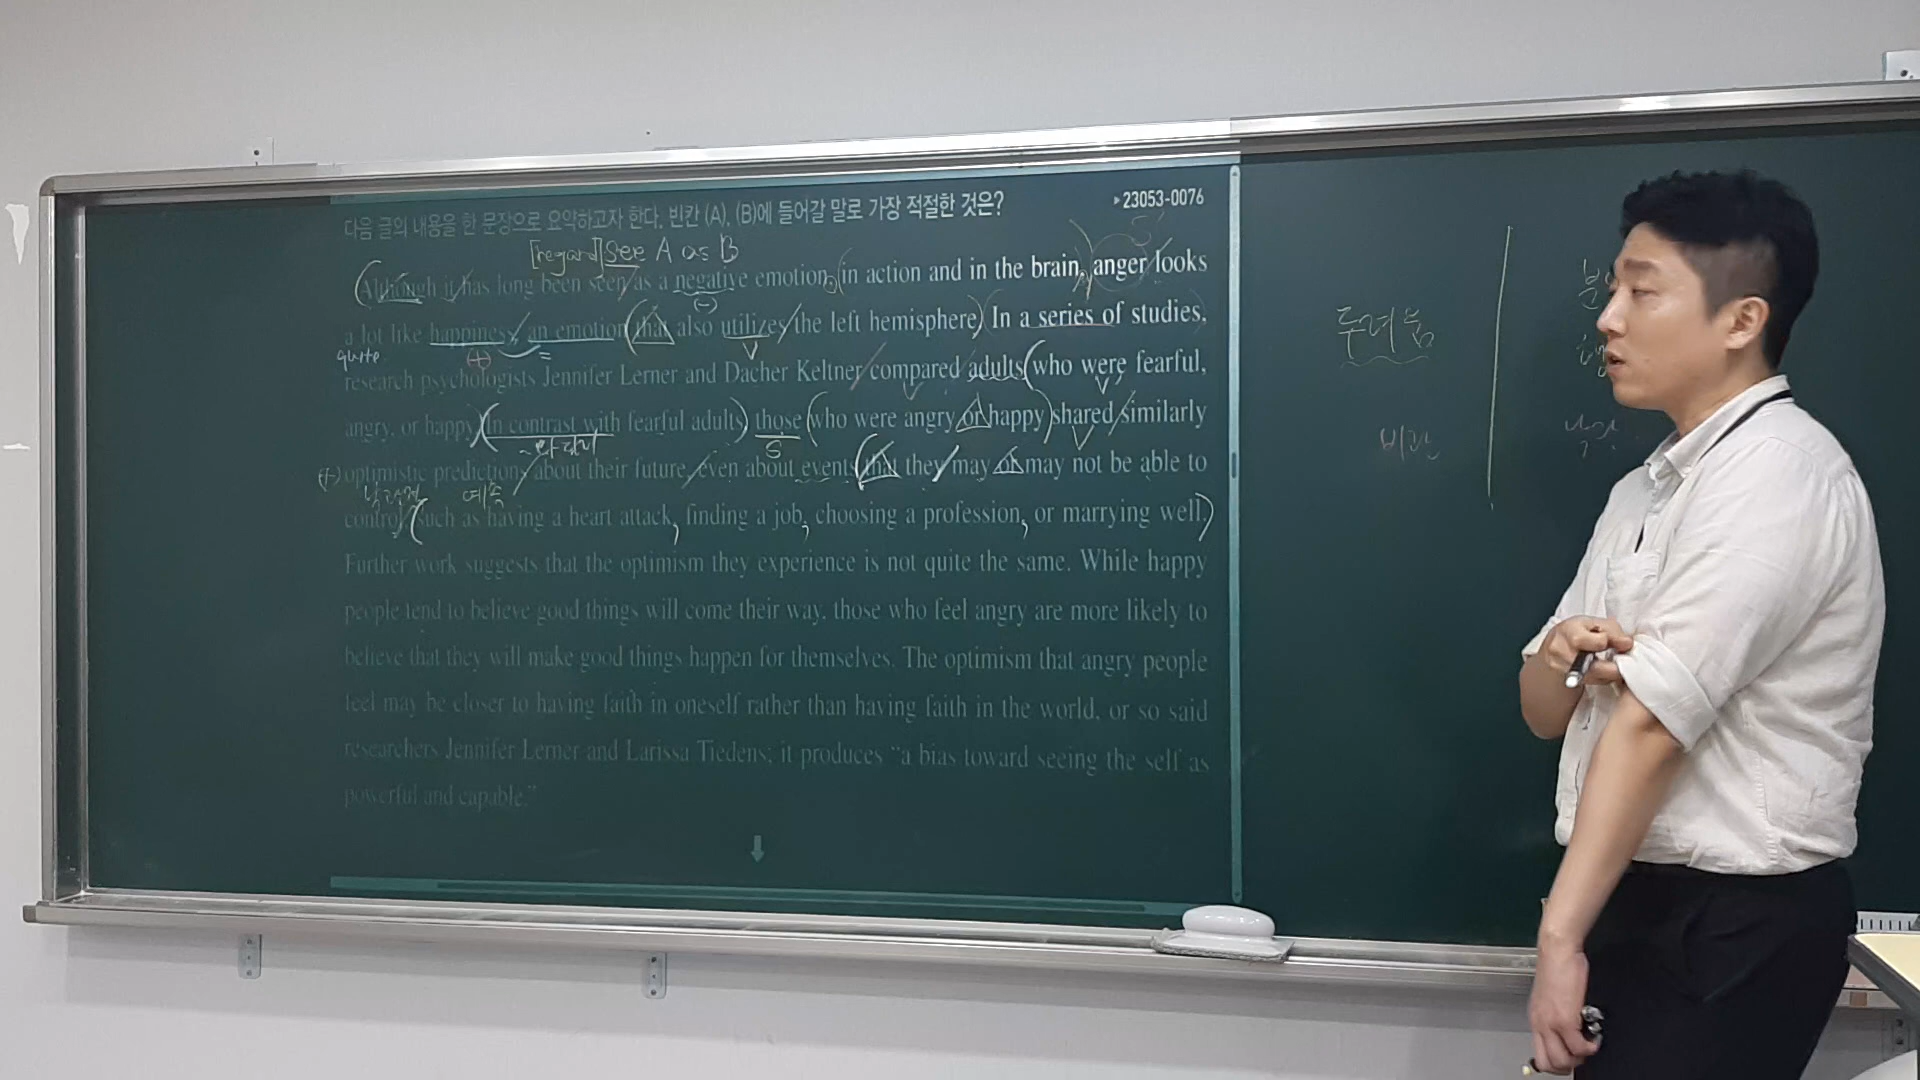 다음 글의 내용을 한 문장으로 요약하고자 한다. 빈칸 (A), (B)에 들어갈 말로 가장 적절한 것은?
▸23053-0076
[regard] see A as B
Although it has long been seen as a negative emotion, in action and in the brain, anger looks
(-)
a lot like happiness, an emotion that also utilizes the left hemisphere. In a series of studies,
quite
(+)
V
research psychologists Jennifer Lerner and Dacher Keltner compared adults who were fearful,
V
V
angry, or happy. In contrast with fearful adults, those who were angry or happy shared similarly
S
V
(+) optimistic predictions about their future, even about events that they may or may not be able to
낙관적
예측
control, such as having a heart attack, finding a job, choosing a profession, or marrying well.
Further work suggests that the optimism they experience is not quite the same. While happy
people tend to believe good things will come their way, those who feel angry are more likely to
believe that they will make good things happen for themselves. The optimism that angry people
feel may be closer to having faith in oneself rather than having faith in the world, or so said
researchers Jennifer Lerner and Larissa Tiedens; it produces “a bias toward seeing the self as
powerful and capable.”
두려움
비관